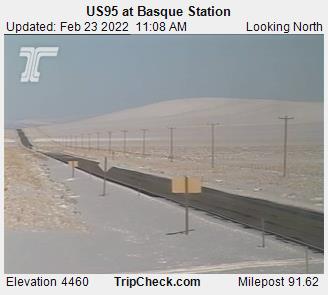 US95 at Basque Station
Updated: Feb 23 2022 11:08 AM Looking North
Elevation 4460 TripCheck.com Milepost 91.62